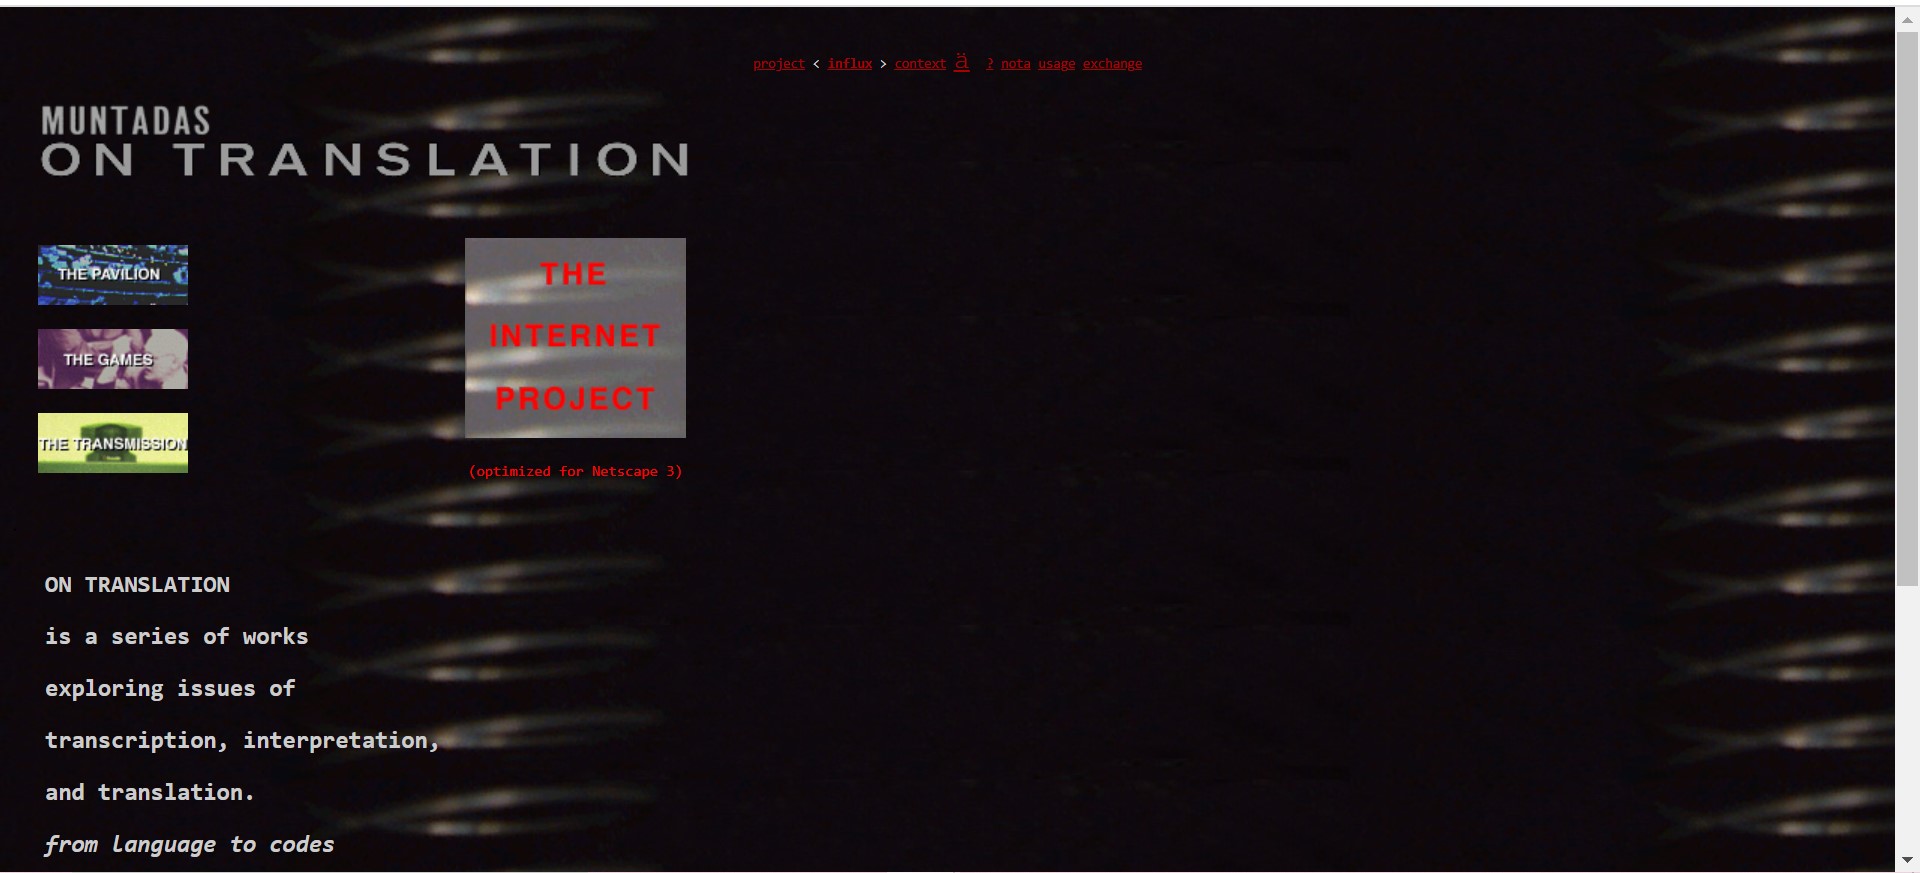 project < influx > context ä ? nota usage exchange
MUNTADAS
ON TRANSLATION
THE PAVILION
THE GAMES
THE TRANSMISSION
THE
INTERNET
PROJECT
(optimized for Netscape 3)
ON TRANSLATION
is a series of works
exploring issues of
transcription, interpretation,
and translation.
from language to codes